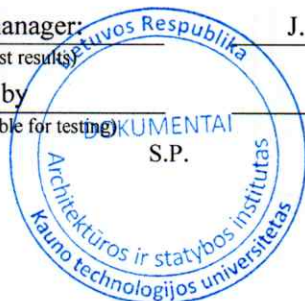 anager: J.
st results)
by
ble for testing)
S.P.
Lietuvos Respublika
DOKUMENTAI
Architektūros ir statybos institutas
Kauno technologijos universitetas